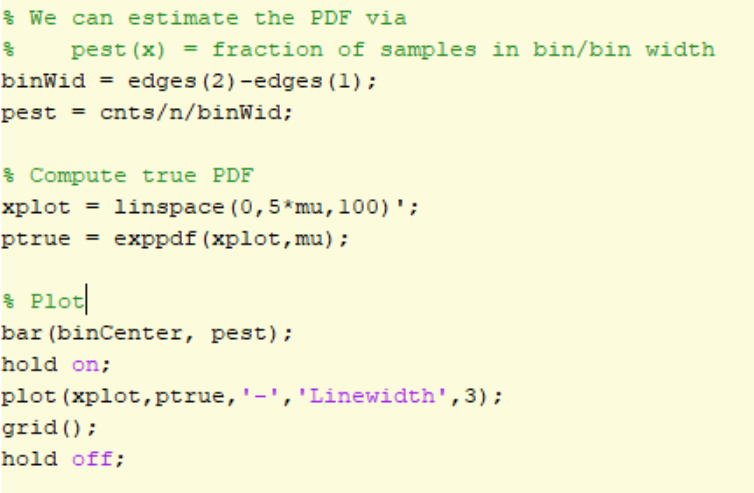 % We can estimate the PDF via
%    pest(x) = fraction of samples in bin/bin width
binWid = edges(2)-edges(1);
pest = cnts/n/binWid;
% Compute true PDF
xplot = linspace(0,5*mu,100)';
ptrue = exppdf(xplot,mu);
% Plot
bar(binCenter, pest);
hold on;
plot(xplot,ptrue,'-','Linewidth',3);
grid();
hold off;